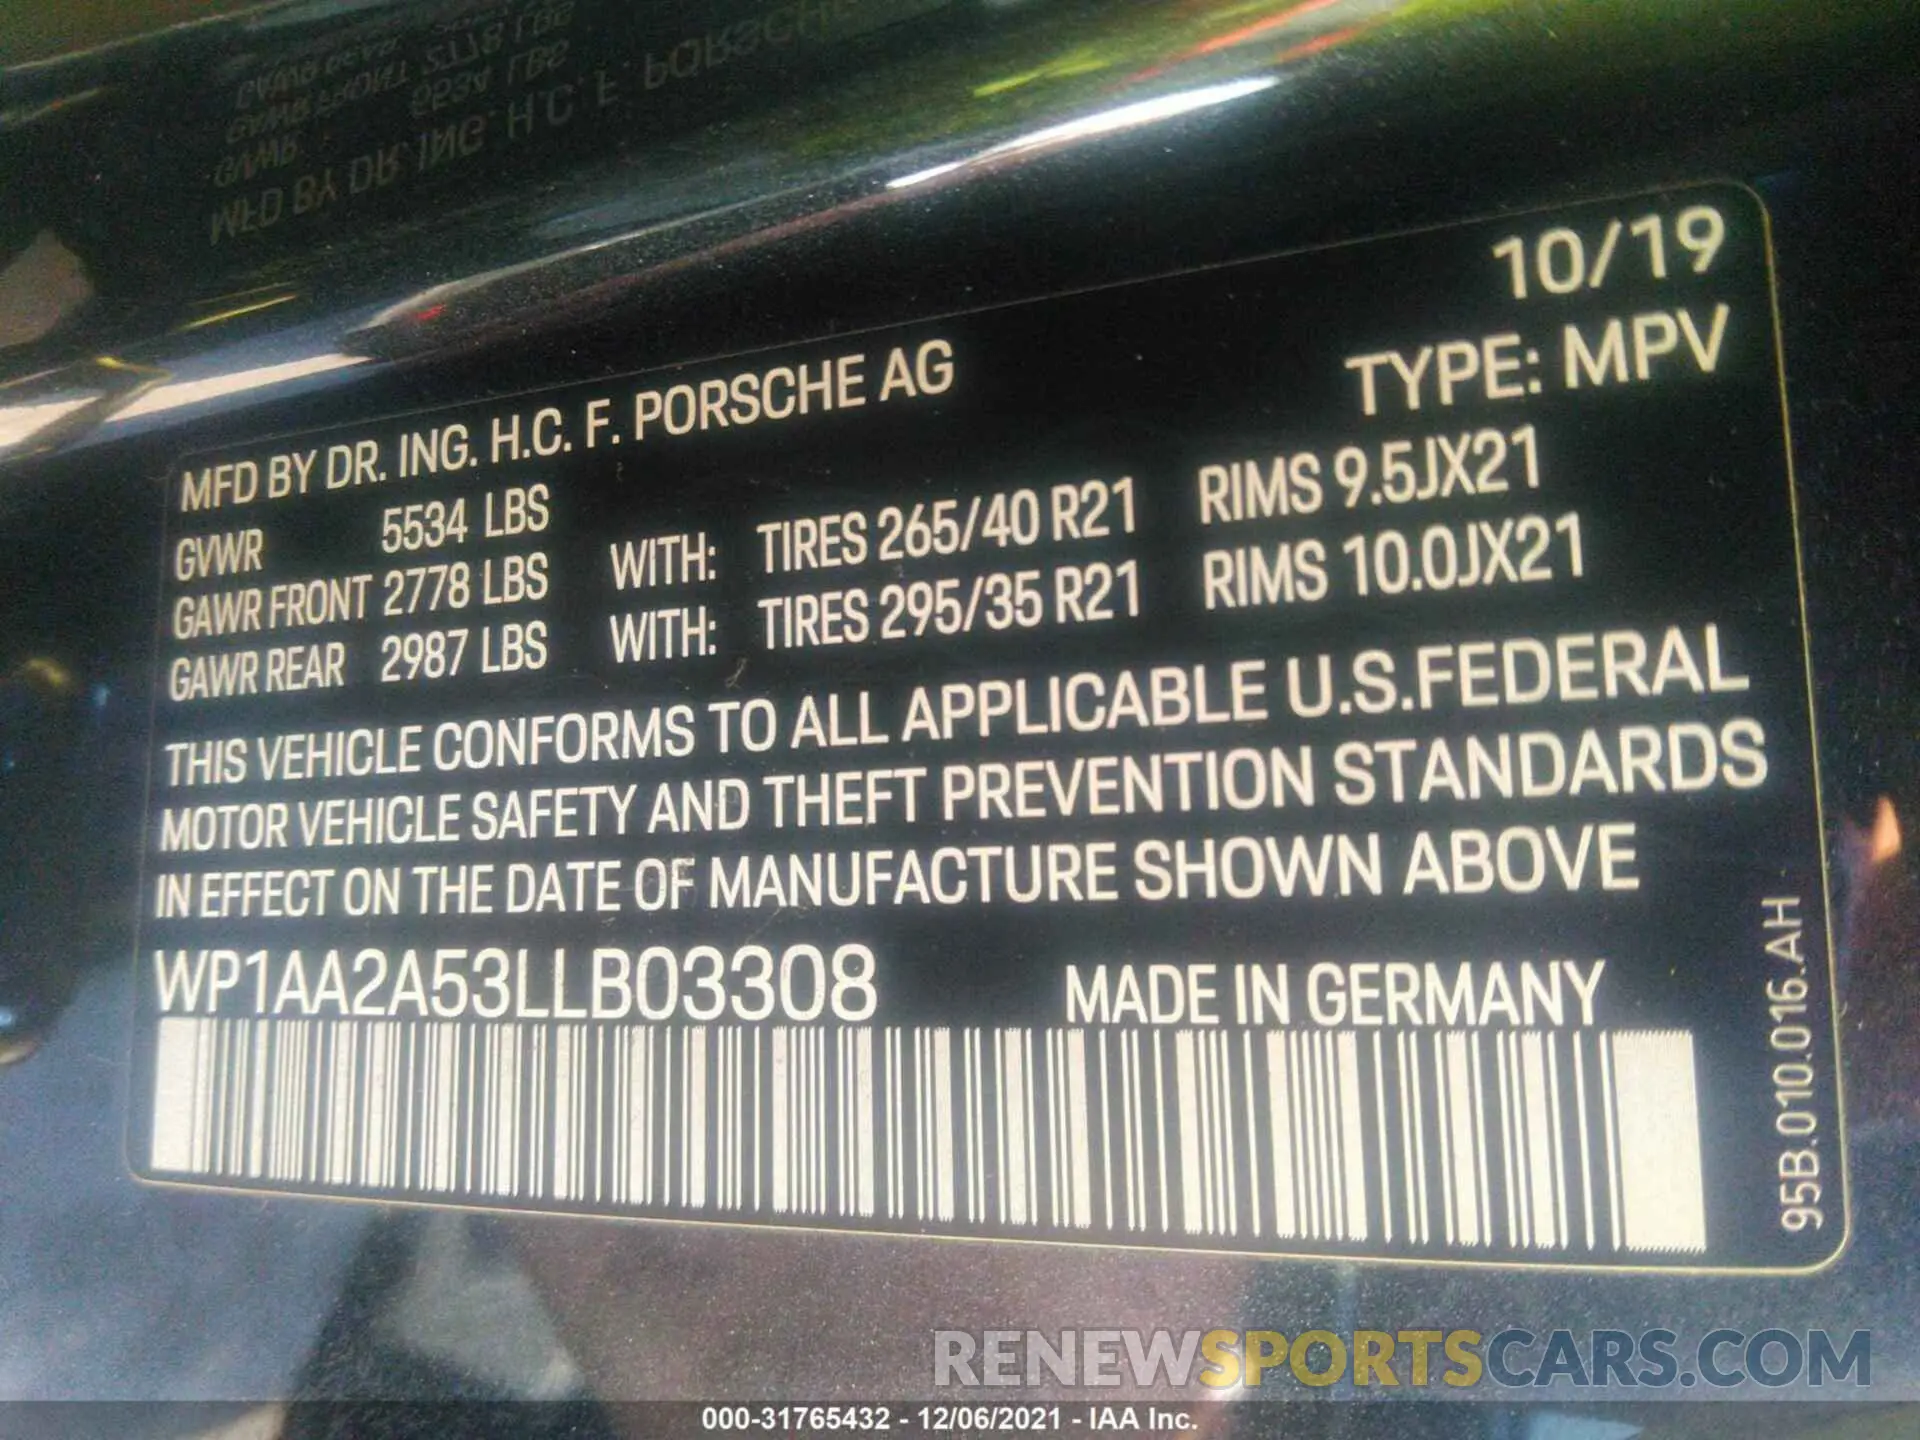 10/19
MFD BY DR. ING. H.C. F. PORSCHE AG TYPE: MPV
GVWR 5534 LBS
GAWR FRONT 2778 LBS WITH: TIRES 265/40 R21 RIMS 9.5JX21
GAWR REAR 2987 LBS WITH: TIRES 295/35 R21 RIMS 10.0JX21
THIS VEHICLE CONFORMS TO ALL APPLICABLE U.S.FEDERAL
MOTOR VEHICLE SAFETY AND THEFT PREVENTION STANDARDS
IN EFFECT ON THE DATE OF MANUFACTURE SHOWN ABOVE
WP1AA2A53LLB03308 MADE IN GERMANY
95B.010.016.AH
RENEWSPORTSCARS.COM
000-31765432 - 12/06/2021 - IAA Inc.